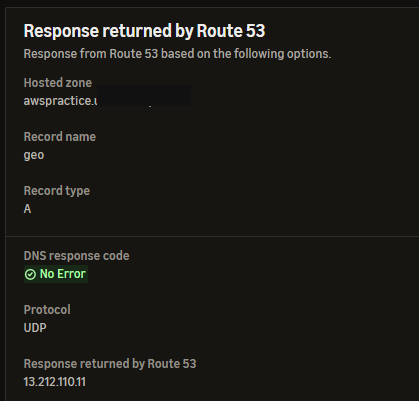 Response returned by Route 53
Response from Route 53 based on the following options.
Hosted zone
awspractice.
Record name
geo
Record type
A
DNS response code
No Error
Protocol
UDP
Response returned by Route 53
13.212.110.11